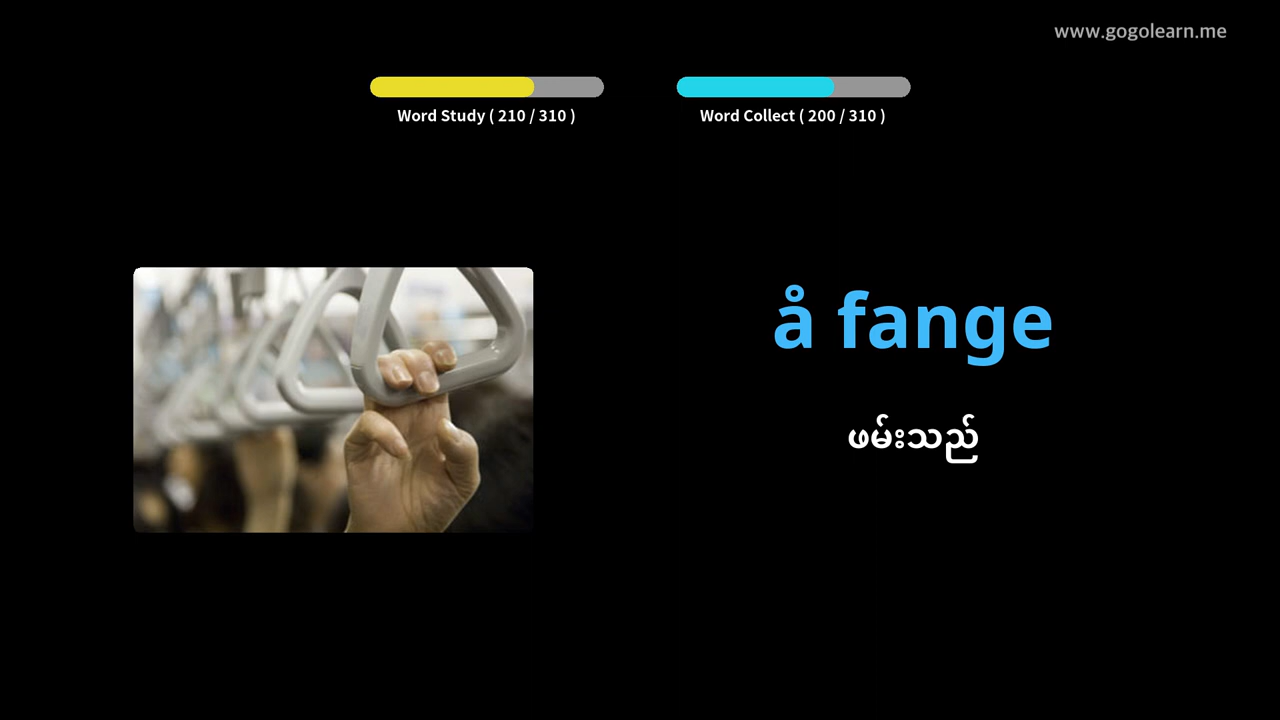 www.gogolearn.me
Word Study ( 210 / 310 )
Word Collect ( 200 / 310 )
å fange
ဖမ်းသည်